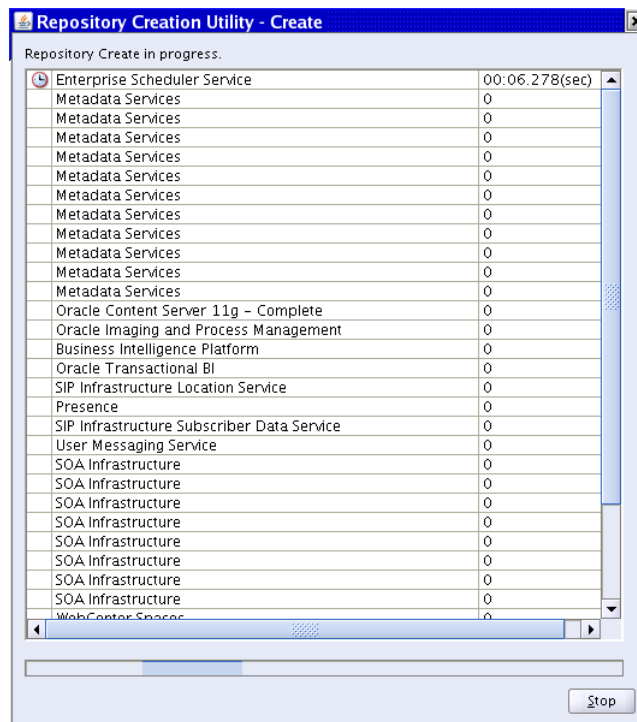 Repository Creation Utility - Create
Repository Create in progress.
Enterprise Scheduler Service 00:06.278(sec)
Metadata Services 0
Metadata Services 0
Metadata Services 0
Metadata Services 0
Metadata Services 0
Metadata Services 0
Metadata Services 0
Metadata Services 0
Metadata Services 0
Metadata Services 0
Metadata Services 0
Oracle Content Server 11g - Complete 0
Oracle Imaging and Process Management 0
Business Intelligence Platform 0
Oracle Transactional BI 0
SIP Infrastructure Location Service 0
Presence 0
SIP Infrastructure Subscriber Data Service 0
User Messaging Service 0
SOA Infrastructure 0
SOA Infrastructure 0
SOA Infrastructure 0
SOA Infrastructure 0
SOA Infrastructure 0
SOA Infrastructure 0
SOA Infrastructure 0
SOA Infrastructure 0
WebCenter Spaces 0
Stop